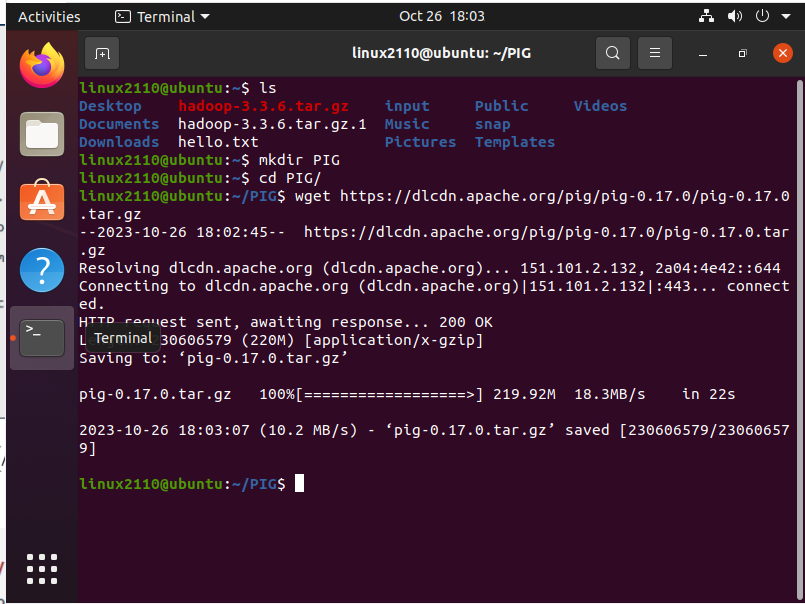 Activities Terminal Oct 26 18:03
linux2110@ubuntu: ~/PIG
linux2110@ubuntu:~$ ls
Desktop hadoop-3.3.6.tar.gz input Public Videos
Documents hadoop-3.3.6.tar.gz.1 Music snap
Downloads hello.txt Pictures Templates
linux2110@ubuntu:~$ mkdir PIG
linux2110@ubuntu:~$ cd PIG/
linux2110@ubuntu:~/PIG$ wget https://dlcdn.apache.org/pig/pig-0.17.0/pig-0.17.0
.tar.gz
--2023-10-26 18:02:45-- https://dlcdn.apache.org/pig/pig-0.17.0/pig-0.17.0.tar
.gz
Resolving dlcdn.apache.org (dlcdn.apache.org)... 151.101.2.132, 2a04:4e42::644
Connecting to dlcdn.apache.org (dlcdn.apache.org)|151.101.2.132|:443... connect
ed.
HTTP request sent, awaiting response... 200 OK
Terminal
30606579 (220M) [application/x-gzip]
Saving to: ‘pig-0.17.0.tar.gz’
pig-0.17.0.tar.gz 100%[==================>] 219.92M 18.3MB/s in 22s
2023-10-26 18:03:07 (10.2 MB/s) - ‘pig-0.17.0.tar.gz’ saved [230606579/23060657
9]
linux2110@ubuntu:~/PIG$